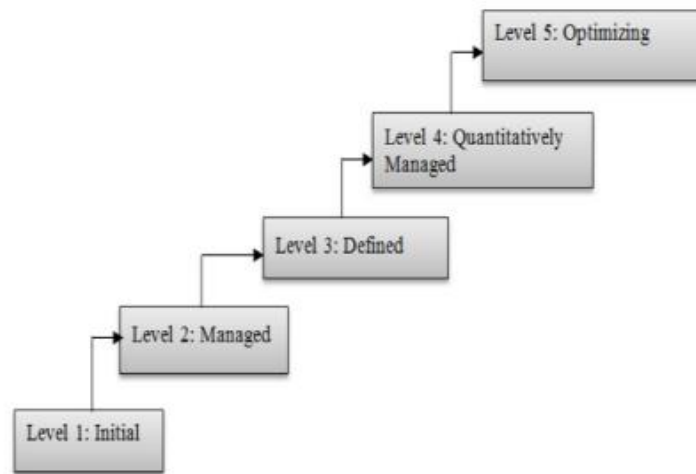 Level 5: Optimizing
Level 4: Quantitatively
Managed
Level 3: Defined
Level 2: Managed
Level 1: Initial